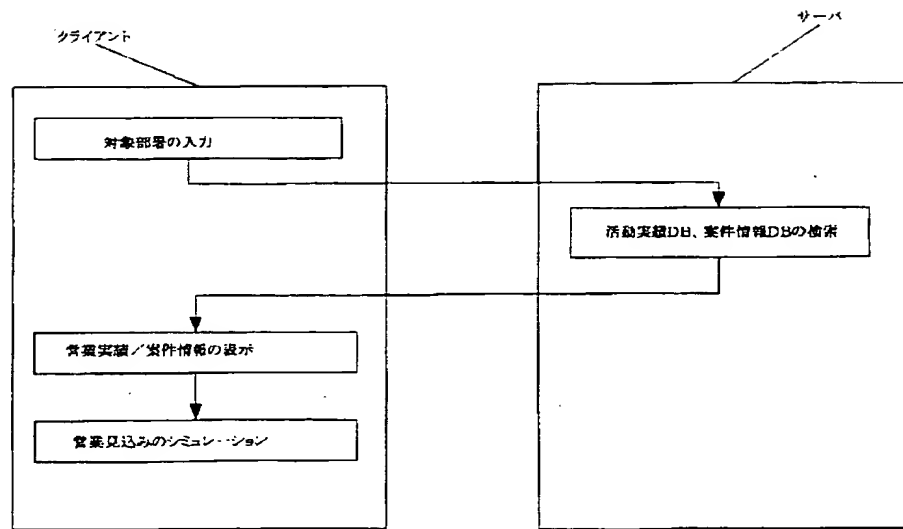 クライアント
サーバ
対象部署の入力
活動実績DB、案件情報DBの検索
営業実績／案件情報の表示
営業見込みのシミュレーション